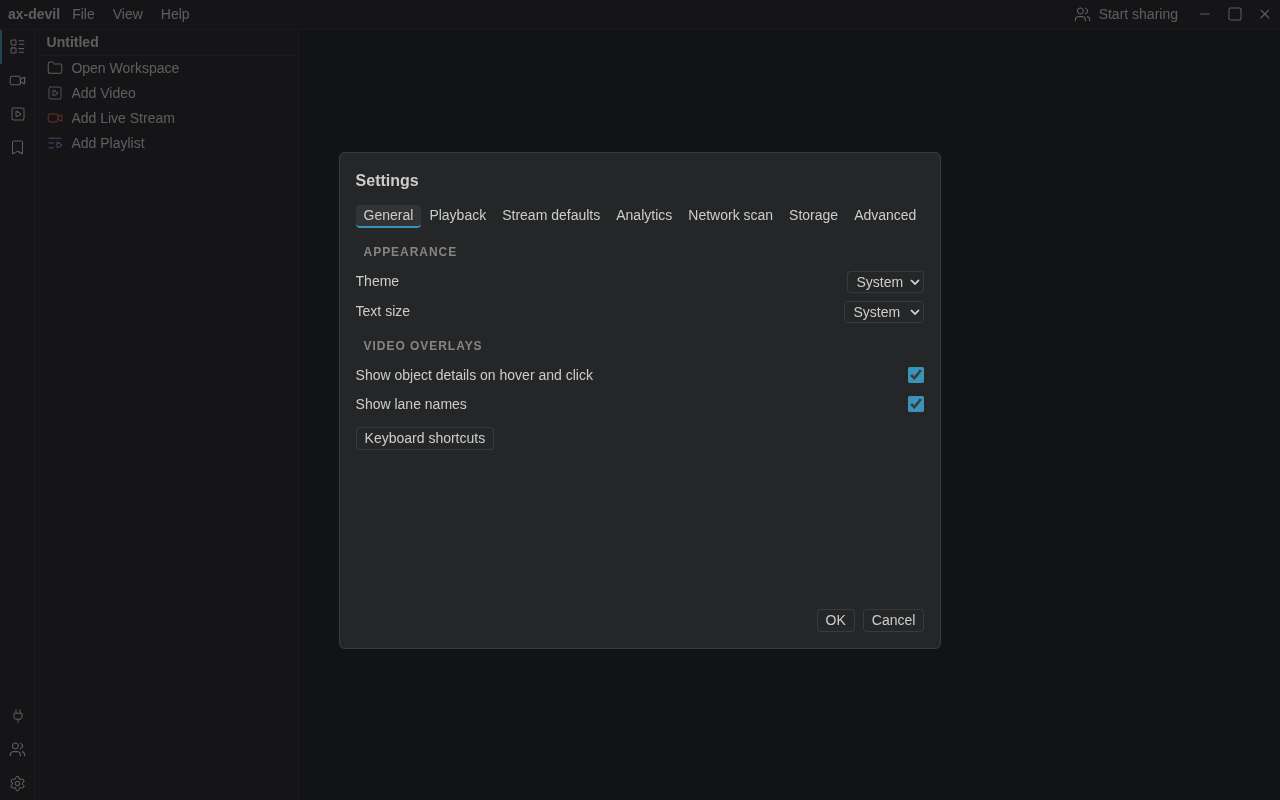 ax-devil File View Help Start sharing
Untitled
Open Workspace
Add Video
Add Live Stream
Add Playlist
Settings
General Playback Stream defaults Analytics Network scan Storage Advanced
APPEARANCE
Theme System
Text size System
VIDEO OVERLAYS
Show object details on hover and click
Show lane names
Keyboard shortcuts
OK Cancel